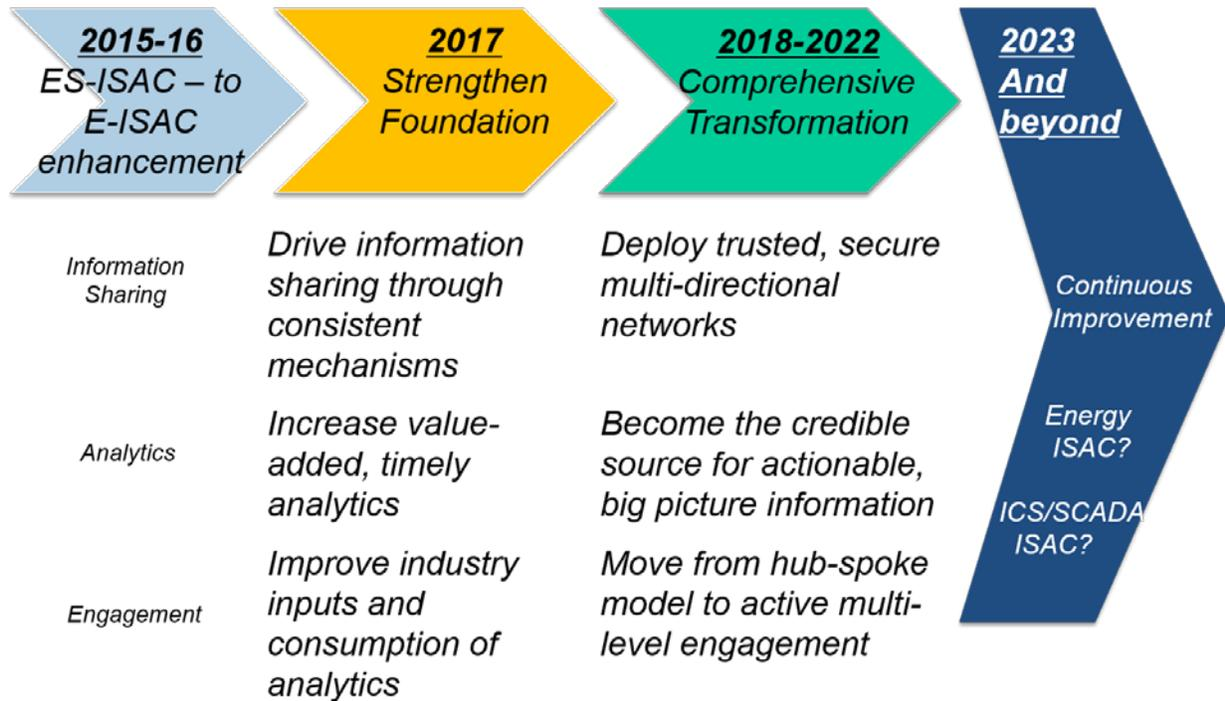 2015-16
ES-ISAC – to
E-ISAC
enhancement
2017
Strengthen
Foundation
2018-2022
Comprehensive
Transformation
2023
And
beyond
Information
Sharing
Drive information
sharing through
consistent
mechanisms
Deploy trusted, secure
multi-directional
networks
Continuous
Improvement
Analytics
Increase value-
added, timely
analytics
Become the credible
source for actionable,
big picture information
Energy
ISAC?
ICS/SCADA
ISAC?
Engagement
Improve industry
inputs and
consumption of
analytics
Move from hub-spoke
model to active multi-
level engagement